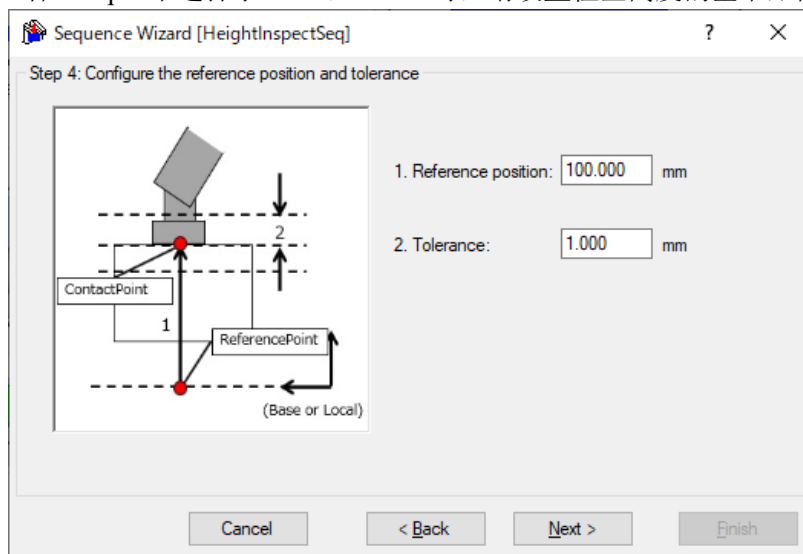 Sequence Wizard [HeightInspectSeq]
Step 4: Configure the reference position and tolerance
1. Reference position: 100.000 mm
2
2. Tolerance: 1.000 mm
ContactPoint
1
ReferencePoint
(Base or Local)
Cancel
< Back
Next >
Finish